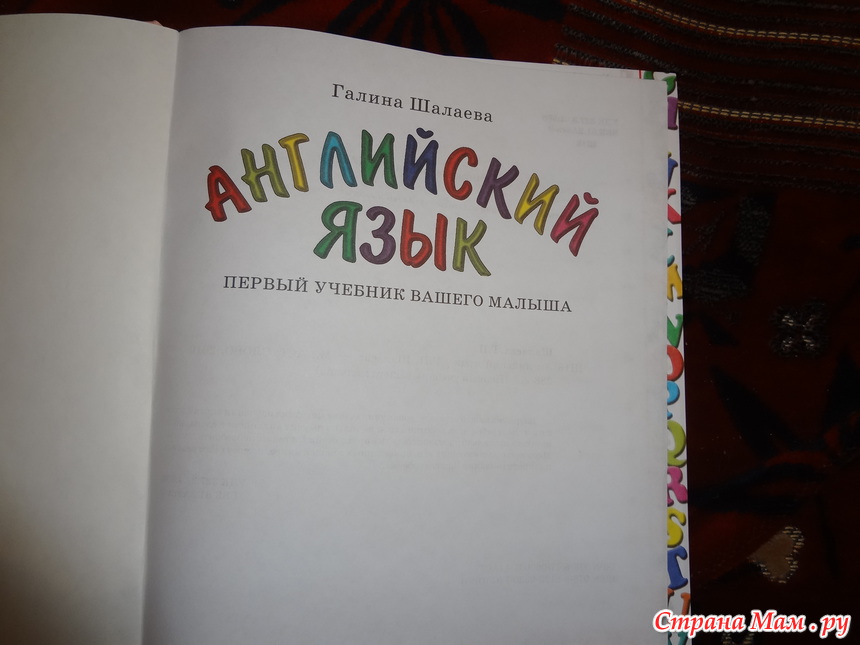 Галина Шалаева
АНГЛИЙСКИЙ
ЯЗЫК
ПЕРВЫЙ УЧЕБНИК ВАШЕГО МАЛЫША
Страна Мам.ру